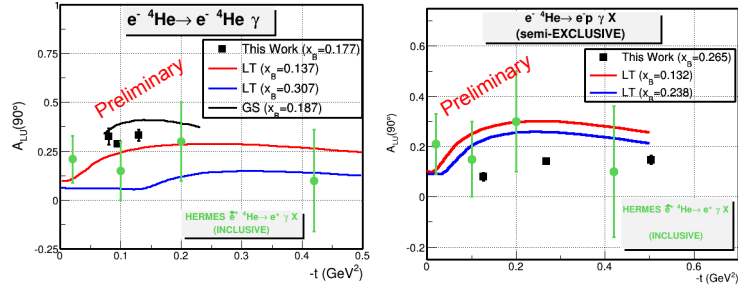 e⁻ ⁴He→ e⁻ ⁴He γ
This Work (x_B=0.177)
LT (x_B=0.137)
LT (x_B=0.307)
GS (x_B=0.187)
Preliminary
A_LU(90°)
1
0.75
0.5
0.25
0
-0.25
HERMES e⃖ ⁴He→ e⁺ γ X
(INCLUSIVE)
0 0.1 0.2 0.3 0.4 0.5
-t (GeV²)
e⁻ ⁴He→ e⁻p γ X
(semi-EXCLUSIVE)
This Work (x_B=0.265)
LT (x_B=0.132)
LT (x_B=0.238)
Preliminary
A_LU(90°)
0.6
0.4
0.2
0
-0.2
HERMES e⃖ ⁴He→ e⁺ γ X
(INCLUSIVE)
0 0.2 0.4 0.6
-t (GeV²)